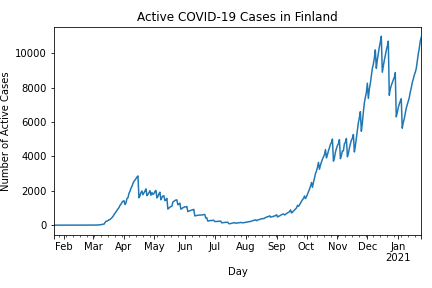 Active COVID-19 Cases in Finland
Number of Active Cases
10000
8000
6000
4000
2000
0
Feb Mar Apr May Jun Jul Aug Sep Oct Nov Dec Jan
2021
Day